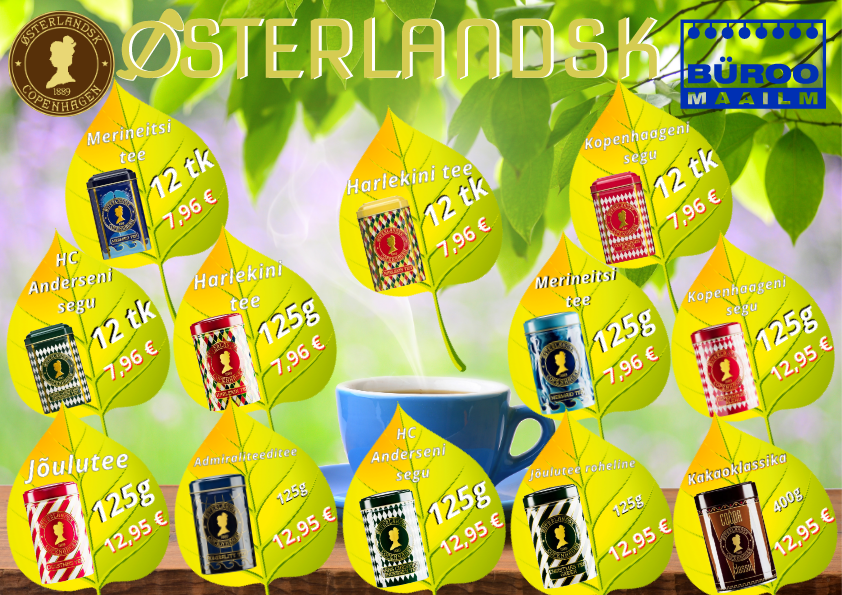 ØSTERLANDSK
COPENHAGEN
1889
ØSTERLANDSK
BÜROO
MAAILM
Merineitsi
tee
12 tk
7,96 €
Harlekini tee
12 tk
7,96 €
Kopenhaageni
segu
12 tk
7,96 €
HC
Anderseni
segu
12 tk
7,96 €
Harlekini
tee
125g
7,96 €
Merineitsi
tee
125g
7,96 €
Kopenhaageni
segu
125g
12,95 €
Jõulutee
125g
12,95 €
Admiraliteeditee
125g
12,95 €
HC
Anderseni
segu
125g
12,95 €
Jõulutee roheline
125g
12,95 €
Kakaoklassika
400g
12,95 €